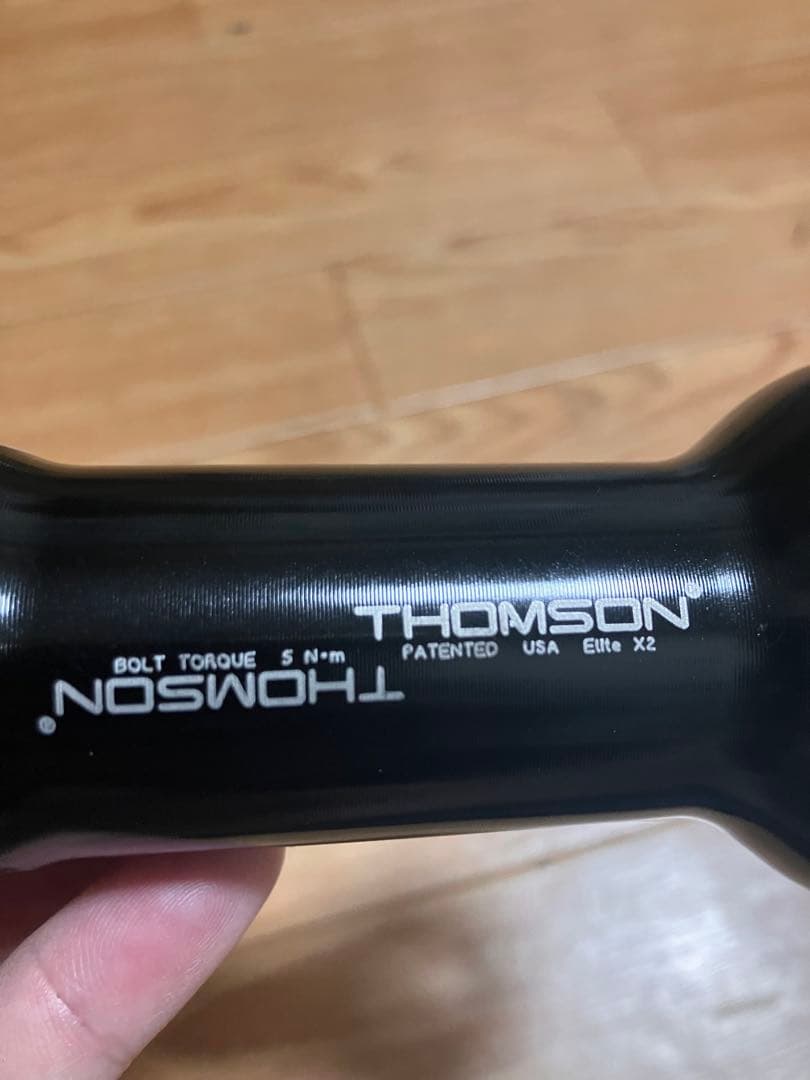 THOMSON®
PATENTED USA Elite X2
BOLT TORQUE 5 N•m
THOMSON®